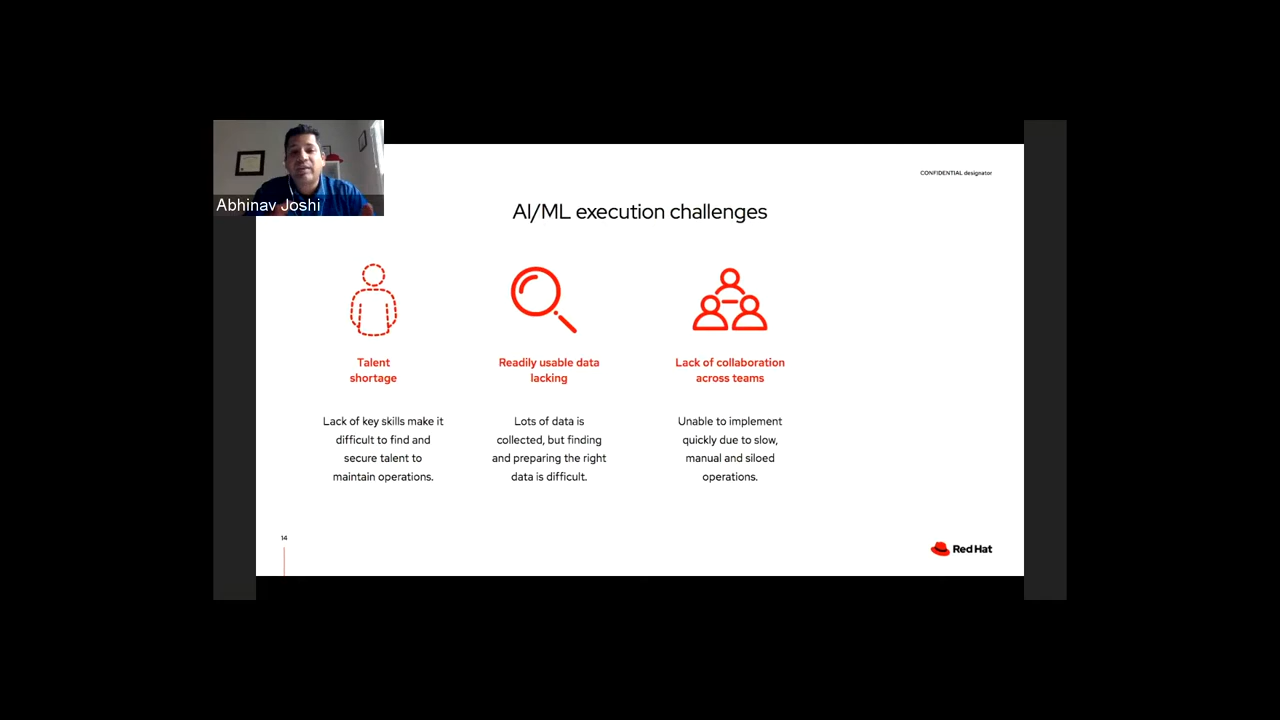 Abhinav Joshi
CONFIDENTIAL designator
AI/ML execution challenges
Talent
shortage
Lack of key skills make it
difficult to find and
secure talent to
maintain operations.
Readily usable data
lacking
Lots of data is
collected, but finding
and preparing the right
data is difficult.
Lack of collaboration
across teams
Unable to implement
quickly due to slow,
manual and siloed
operations.
14
Red Hat